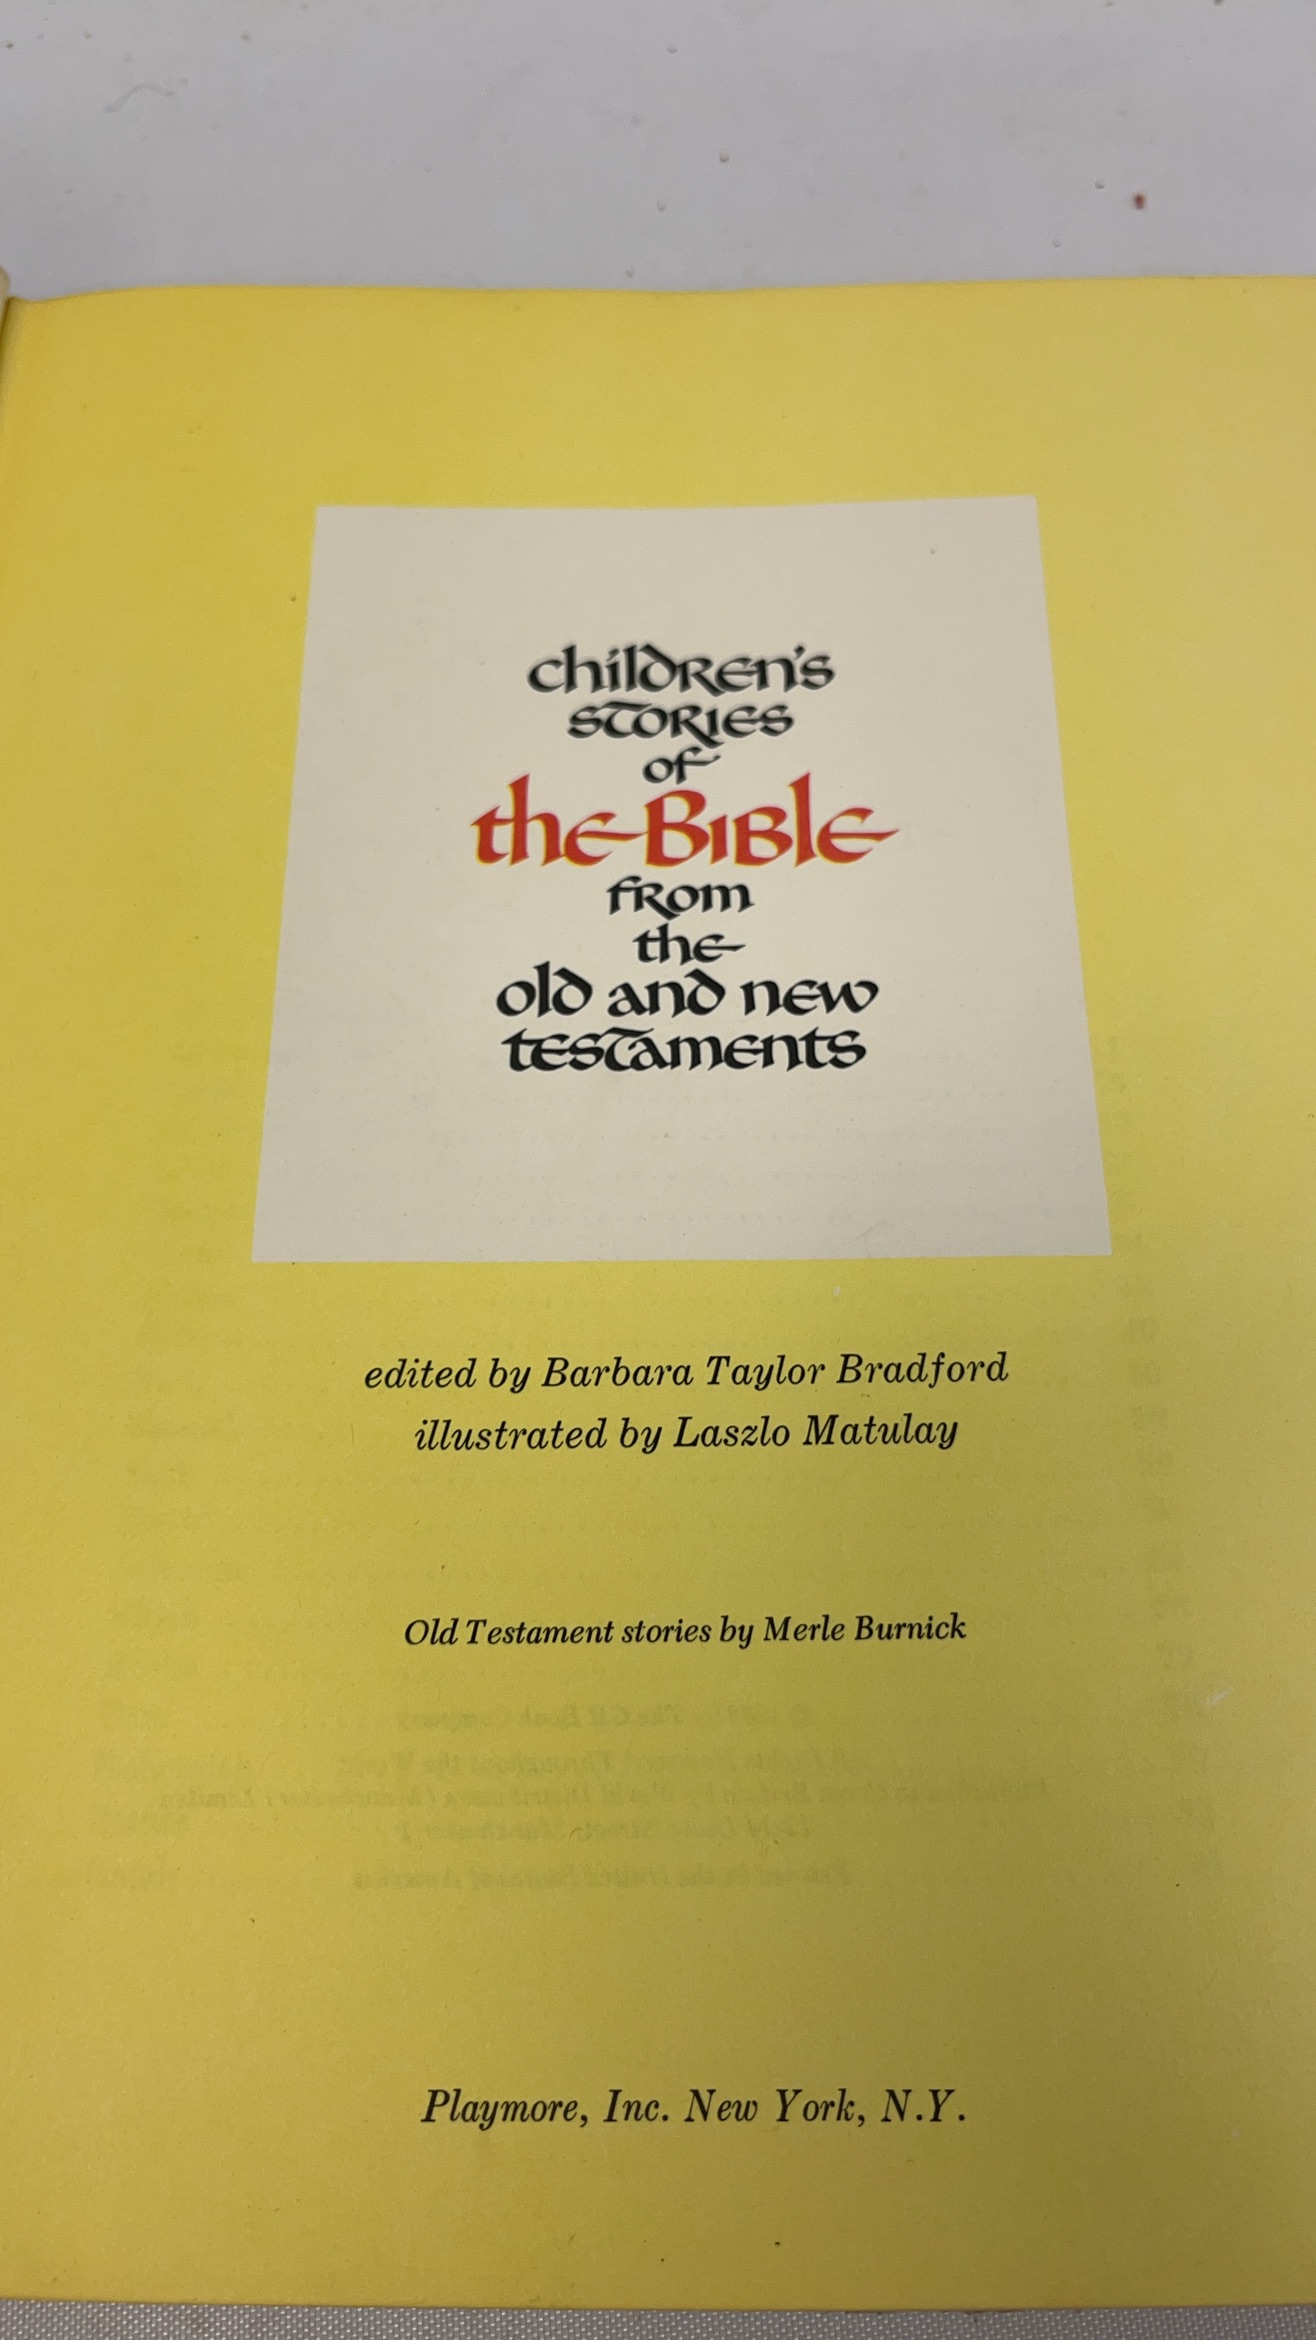 children's
stories
of
the Bible
from
the
old and new
testaments
edited by Barbara Taylor Bradford
illustrated by Laszlo Matulay
Old Testament stories by Merle Burnick
Playmore, Inc. New York, N.Y.